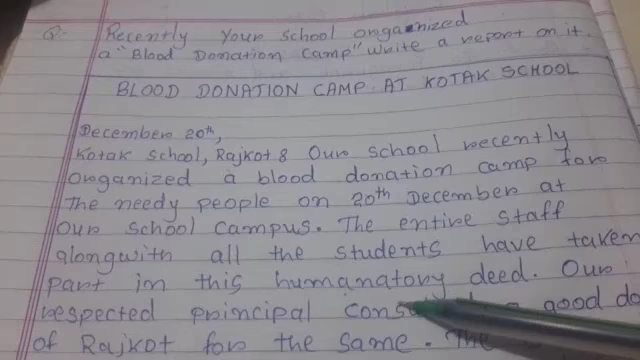 Q. Recently Your school organized
a "Blood Donation Camp" write a report on it.
BLOOD DONATION CAMP AT KOTAK SCHOOL
December 20th,
Kotak school, Rajkot : Our school recently
organized a blood donation camp for
the needy people on 20th December at
our school campus. The entire staff
alongwith all the students have taken
part in this humanatory deed. Our
respected principal a good
of Rajkot for the same. The